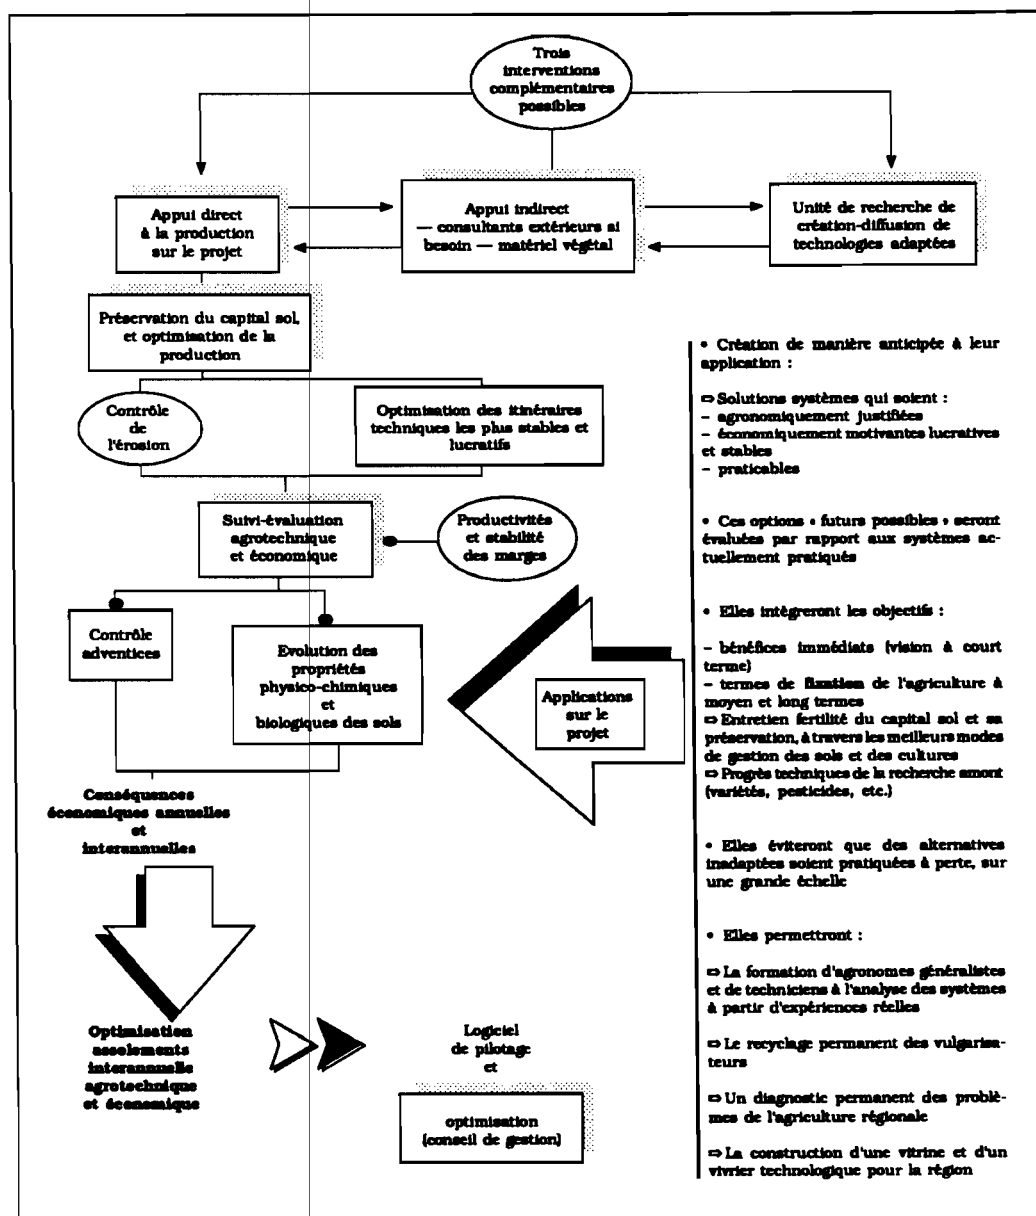 Trois
interventions
complémentaires
possibles
Appui direct
à la production
sur le projet
Appui indirect
— consultants extérieurs si
besoin — matériel végétal
Unité de recherche de
création-diffusion de
technologies adaptées
Préservation du capital sol,
et optimisation de la
production
Contrôle
de
l'érosion
Optimisation des itinéraires
techniques les plus stables et
lucratifs
Suivi-évaluation
agrotechnique
et économique
Productivités
et stabilité
des marges
Contrôle
adventices
Evolution des
propriétés
physico-chimiques
et
biologiques des sols
Applications
sur le
projet
Conséquences
économiques annuelles
et
interannuelles
Optimisation
assolements
interannuelle
agrotechnique
et économique
Logiciel
de pilotage
et
optimisation
(conseil de gestion)
• Création de manière anticipée à leur
application :
⇨ Solutions systèmes qui soient :
– agronomiquement justifiées
– économiquement motivantes lucratives
et stables
– praticables
• Ces options « futurs possibles » seront
évaluées par rapport aux systèmes ac-
tuellement pratiqués
• Elles intègreront les objectifs :
– bénéfices immédiats (vision à court
terme)
– termes de fixation de l'agriculture à
moyen et long termes
⇨ Entretien fertilité du capital sol et sa
préservation, à travers les meilleurs modes
de gestion des sols et des cultures
⇨ Progrès techniques de la recherche amont
(variétés, pesticides, etc.)
• Elles éviteront que des alternatives
inadaptées soient pratiquées à perte, sur
une grande échelle
• Elles permettront :
⇨ La formation d'agronomes généralistes
et de techniciens à l'analyse des systèmes
à partir d'expériences réelles
⇨ Le recyclage permanent des vulgarisa-
teurs
⇨ Un diagnostic permanent des problè-
mes de l'agriculture régionale
⇨ La construction d'une vitrine et d'un
vivrier technologique pour la région